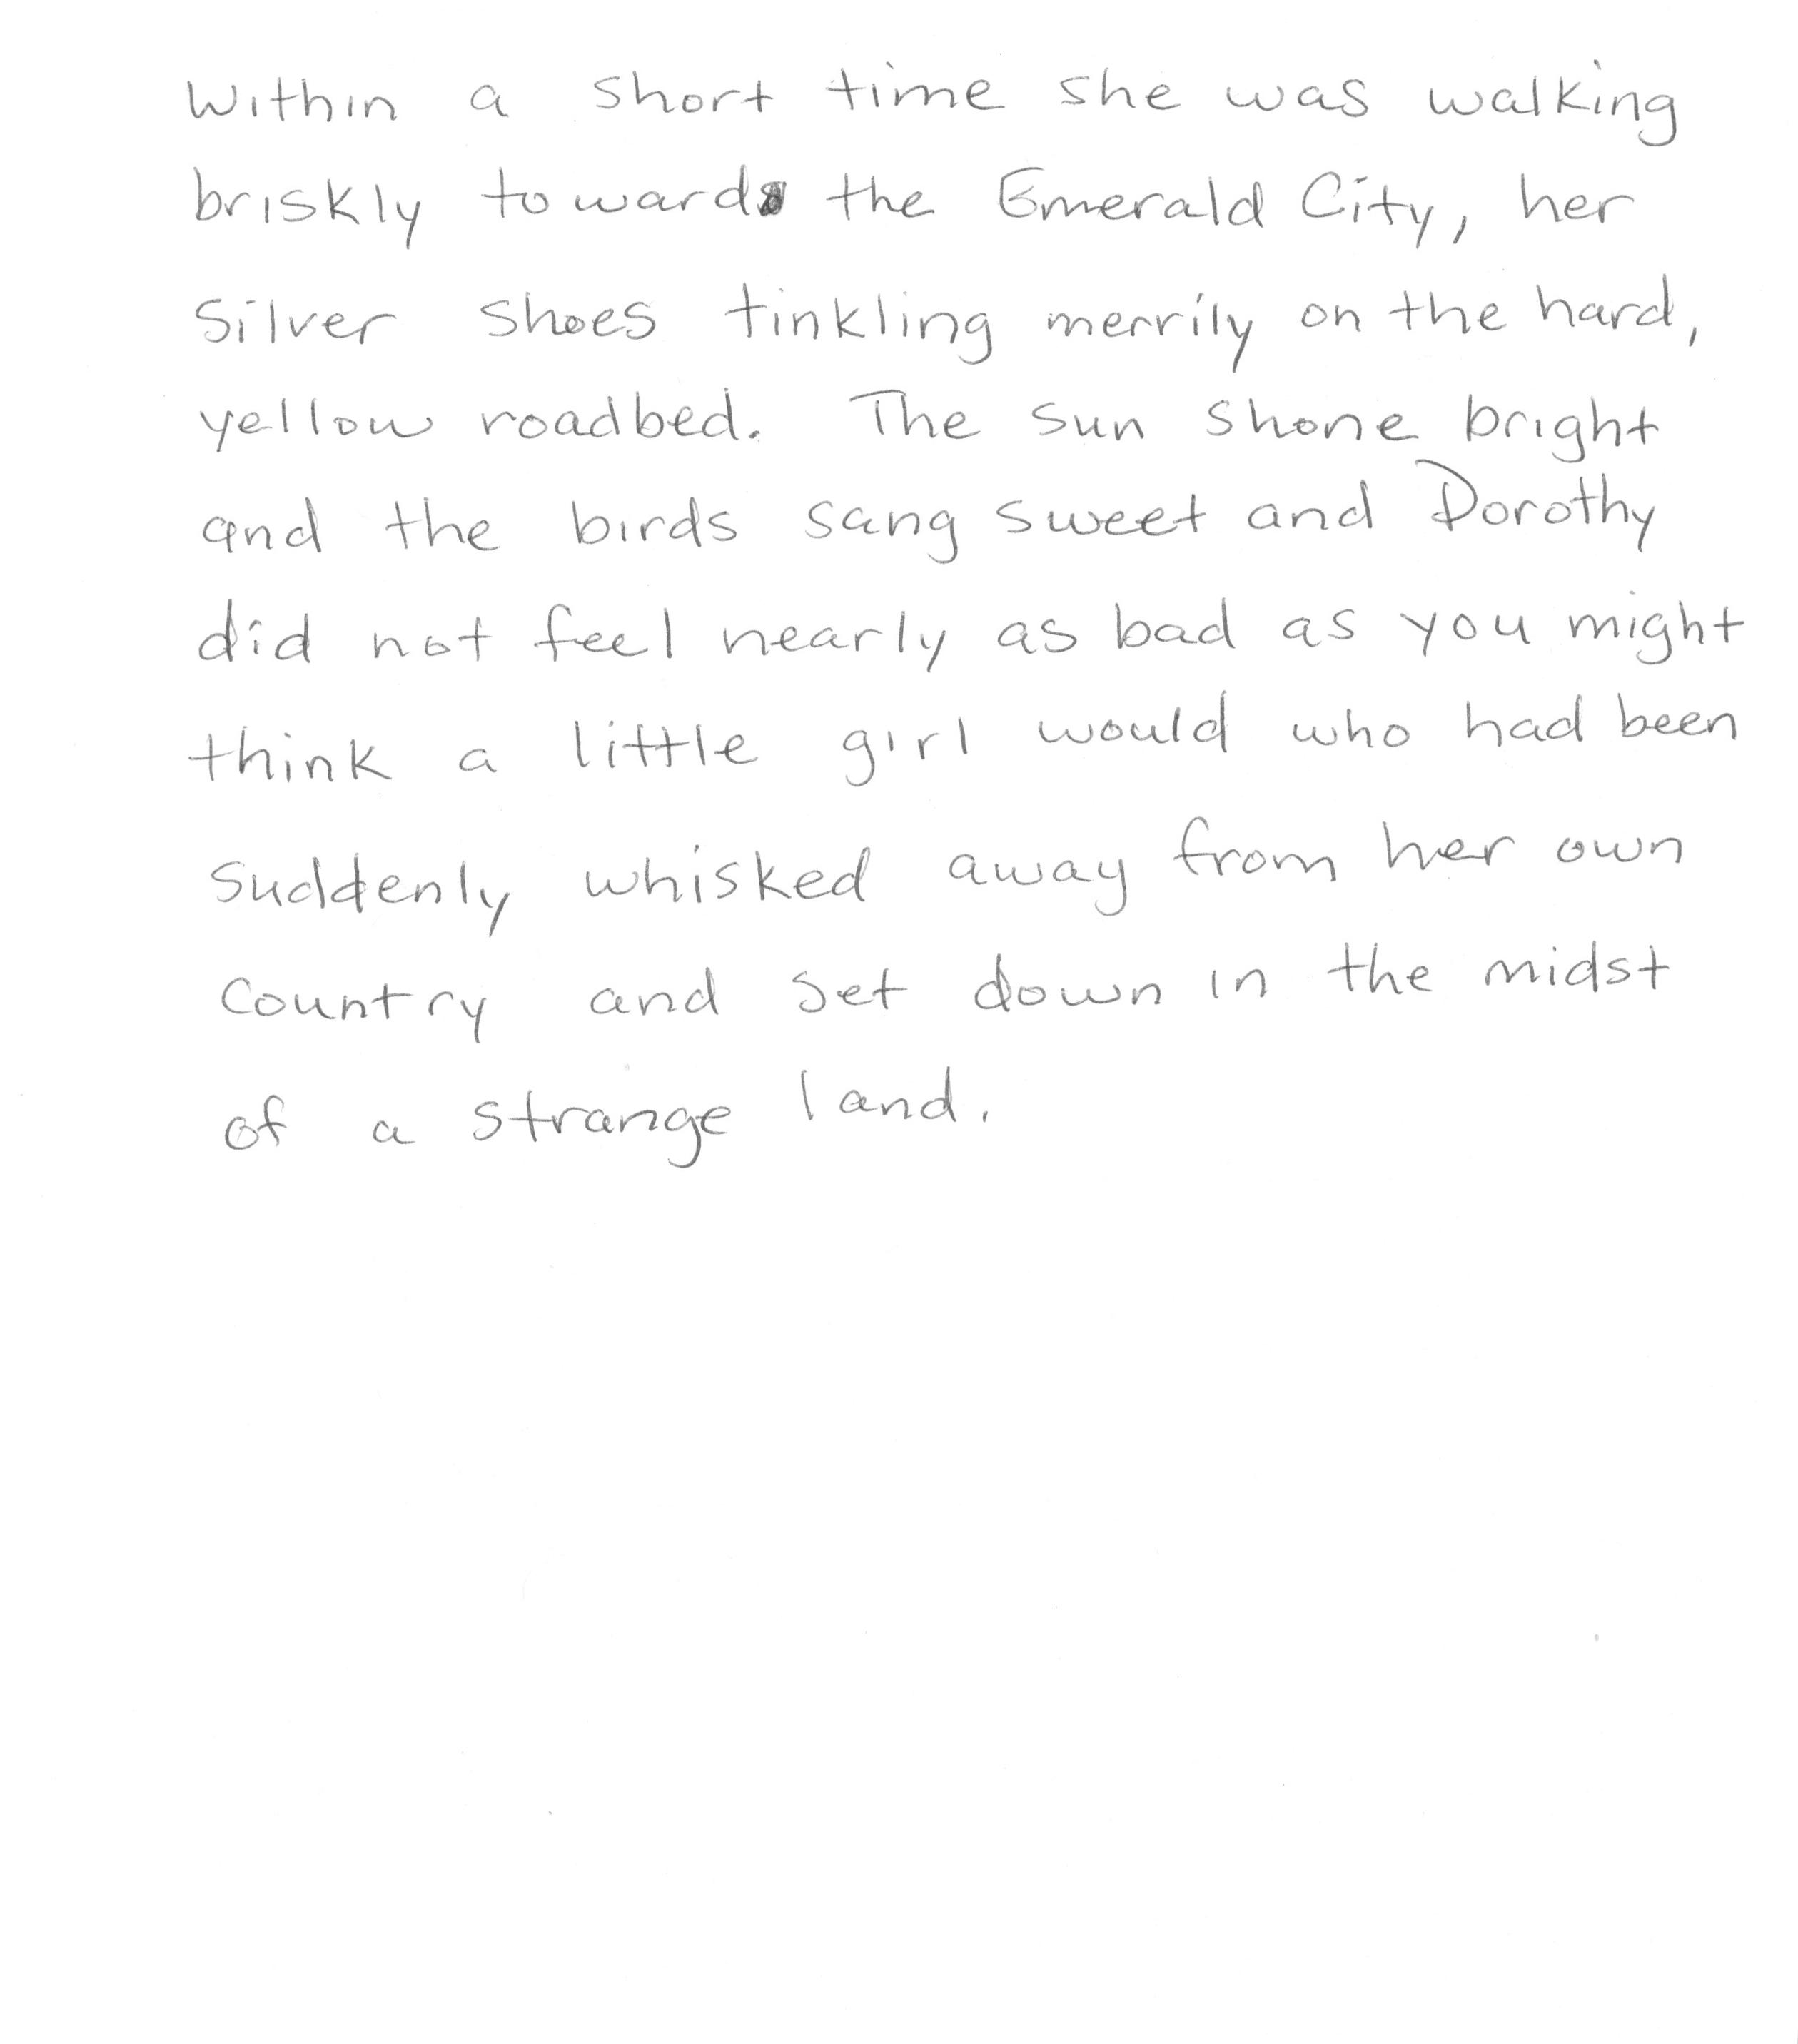 Within a short time she was walking
briskly toward the Emerald City, her
Silver Shoes tinkling merrily on the hard,
yellow roadbed. The sun shone bright
and the birds sang sweet and Dorothy
did not feel nearly as bad as you might
think a little girl would who had been
suddenly whisked away from her own
country and set down in the midst
of a strange land.